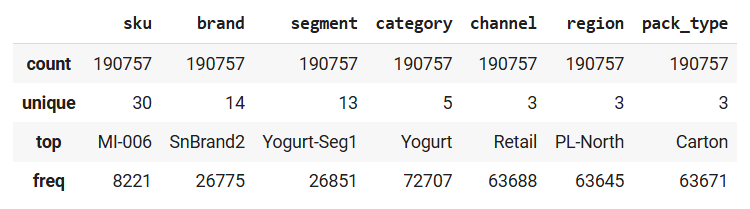 sku brand segment category channel region pack_type
count 190757 190757 190757 190757 190757 190757 190757
unique 30 14 13 5 3 3 3
top MI-006 SnBrand2 Yogurt-Seg1 Yogurt Retail PL-North Carton
freq 8221 26775 26851 72707 63688 63645 63671